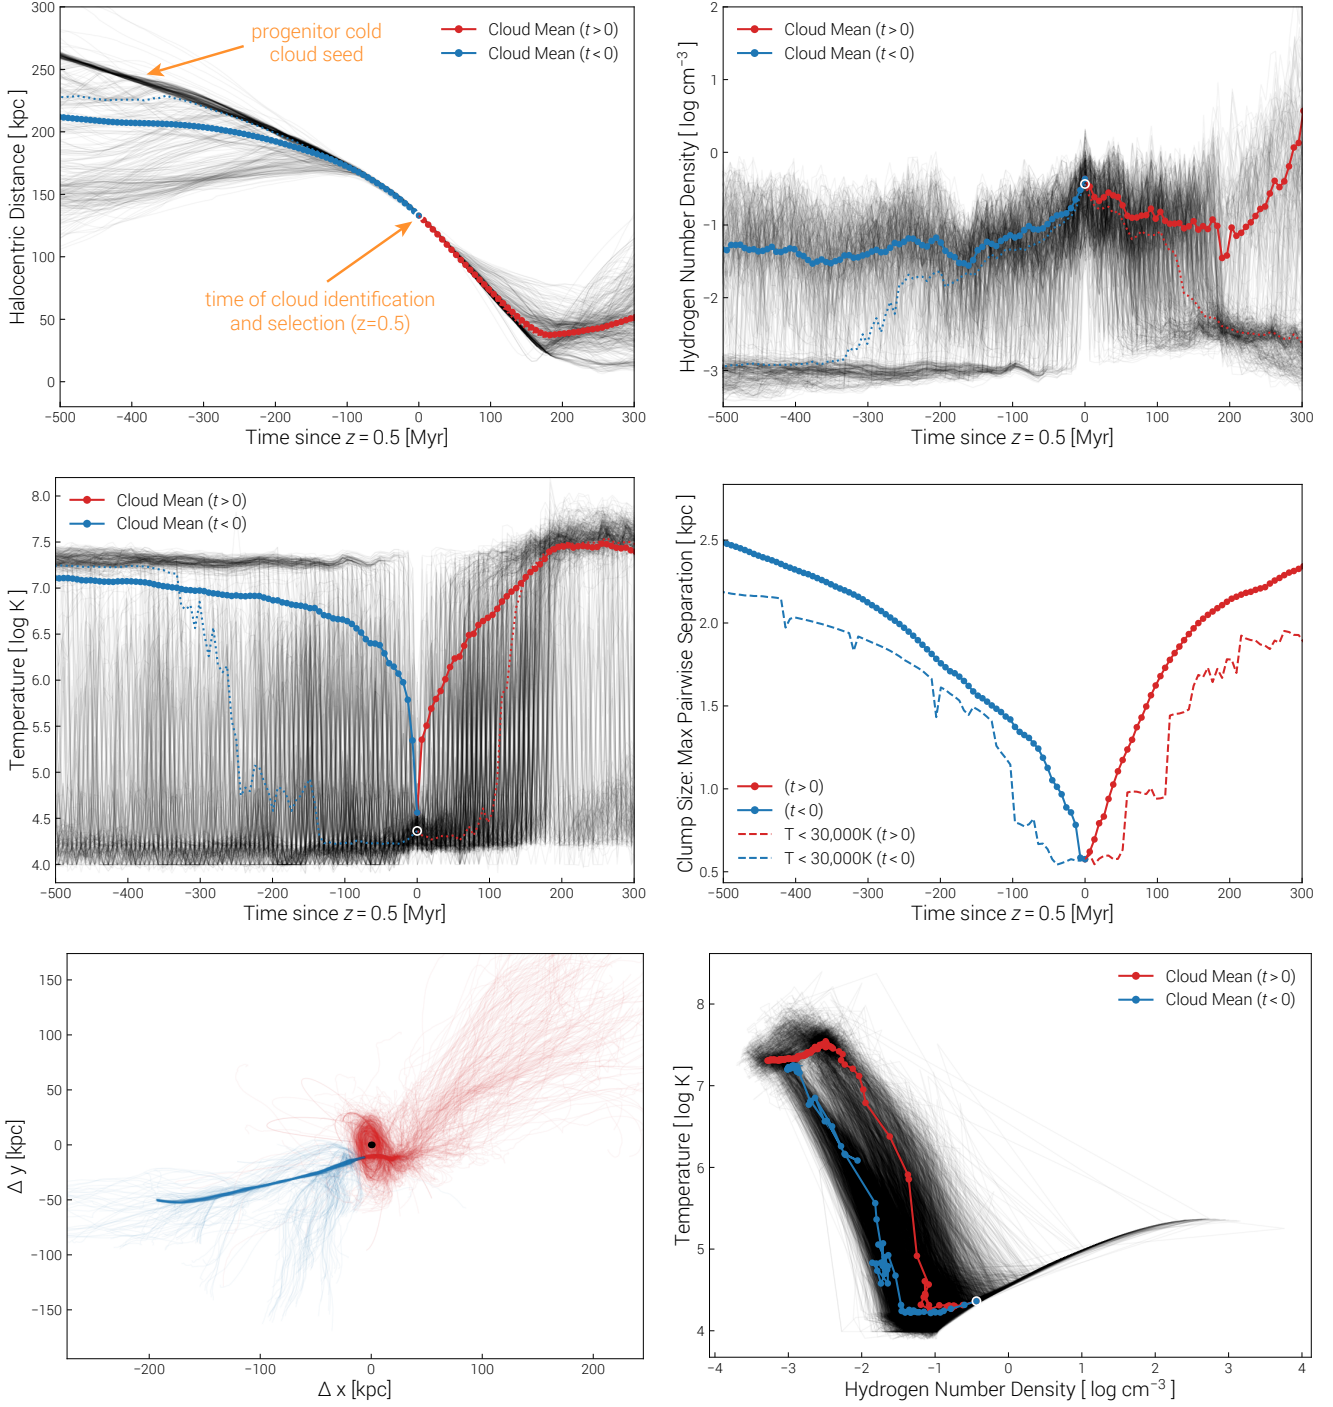 300
250
200
150
100
50
0
Halocentric Distance [ kpc ]
progenitor cold
cloud seed
Cloud Mean (t > 0)
Cloud Mean (t < 0)
time of cloud identification
and selection (z=0.5)
−500 −400 −300 −200 −100 0 100 200 300
Time since z = 0.5 [Myr]
2
1
0
−1
−2
−3
Hydrogen Number Density [ log cm⁻³ ]
Cloud Mean (t > 0)
Cloud Mean (t < 0)
−500 −400 −300 −200 −100 0 100 200 300
Time since z = 0.5 [Myr]
8.0
7.5
7.0
6.5
6.0
5.5
5.0
4.5
4.0
Temperature [ log K ]
Cloud Mean (t > 0)
Cloud Mean (t < 0)
−500 −400 −300 −200 −100 0 100 200 300
Time since z = 0.5 [Myr]
2.5
2.0
1.5
1.0
0.5
Clump Size: Max Pairwise Separation [ kpc ]
(t > 0)
(t < 0)
T < 30,000K (t > 0)
T < 30,000K (t < 0)
−500 −400 −300 −200 −100 0 100 200 300
Time since z = 0.5 [Myr]
150
100
50
0
−50
−100
−150
Δ y [kpc]
−200 −100 0 100 200
Δ x [kpc]
8
7
6
5
4
Temperature [ log K ]
Cloud Mean (t > 0)
Cloud Mean (t < 0)
−4 −3 −2 −1 0 1 2 3 4
Hydrogen Number Density [ log cm⁻³ ]